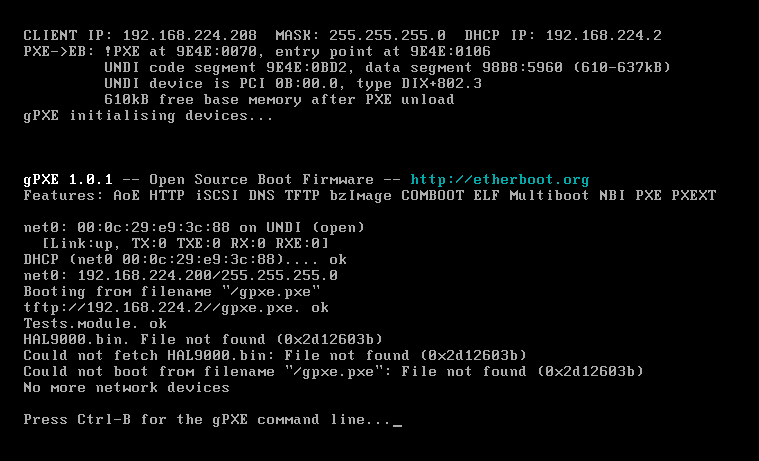 CLIENT IP: 192.168.224.208  MASK: 255.255.255.0  DHCP IP: 192.168.224.2
PXE->EB: !PXE at 9E4E:0070, entry point at 9E4E:0106
UNDI code segment 9E4E:0BD2, data segment 98B8:5960 (610-637kB)
UNDI device is PCI 0B:00.0, type DIX+802.3
610kB free base memory after PXE unload
gPXE initialising devices...
gPXE 1.0.1 -- Open Source Boot Firmware -- http://etherboot.org
Features: AoE HTTP iSCSI DNS TFTP bzImage COMBOOT ELF Multiboot NBI PXE PXEXT
net0: 00:0c:29:e9:3c:88 on UNDI (open)
[Link:up, TX:0 TXE:0 RX:0 RXE:0]
DHCP (net0 00:0c:29:e9:3c:88).... ok
net0: 192.168.224.200/255.255.255.0
Booting from filename "/gpxe.pxe"
tftp://192.168.224.2//gpxe.pxe. ok
Tests.module. ok
HAL9000.bin. File not found (0x2d12603b)
Could not fetch HAL9000.bin: File not found (0x2d12603b)
Could not boot from filename "/gpxe.pxe": File not found (0x2d12603b)
No more network devices
Press Ctrl-B for the gPXE command line..._